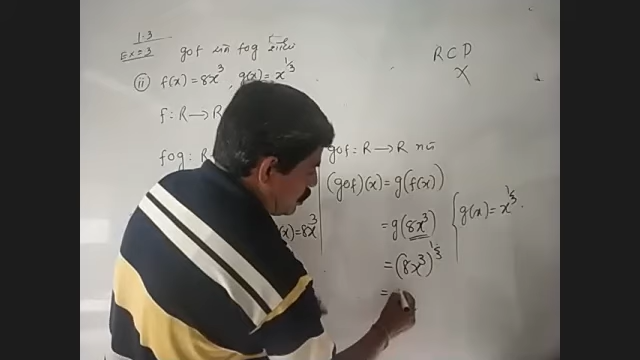 1.3
Ex=3 gof અને fog શોધો
(ii) f(x) = 8x³, g(x) = x^1/3
f : R → R
fog : R
(x) = 8x³
RCD
X
gof : R → R
(gof)(x) = g(f(x))
= g(8x³) { g(x) = x^1/3.
= (8x³)^1/3
=